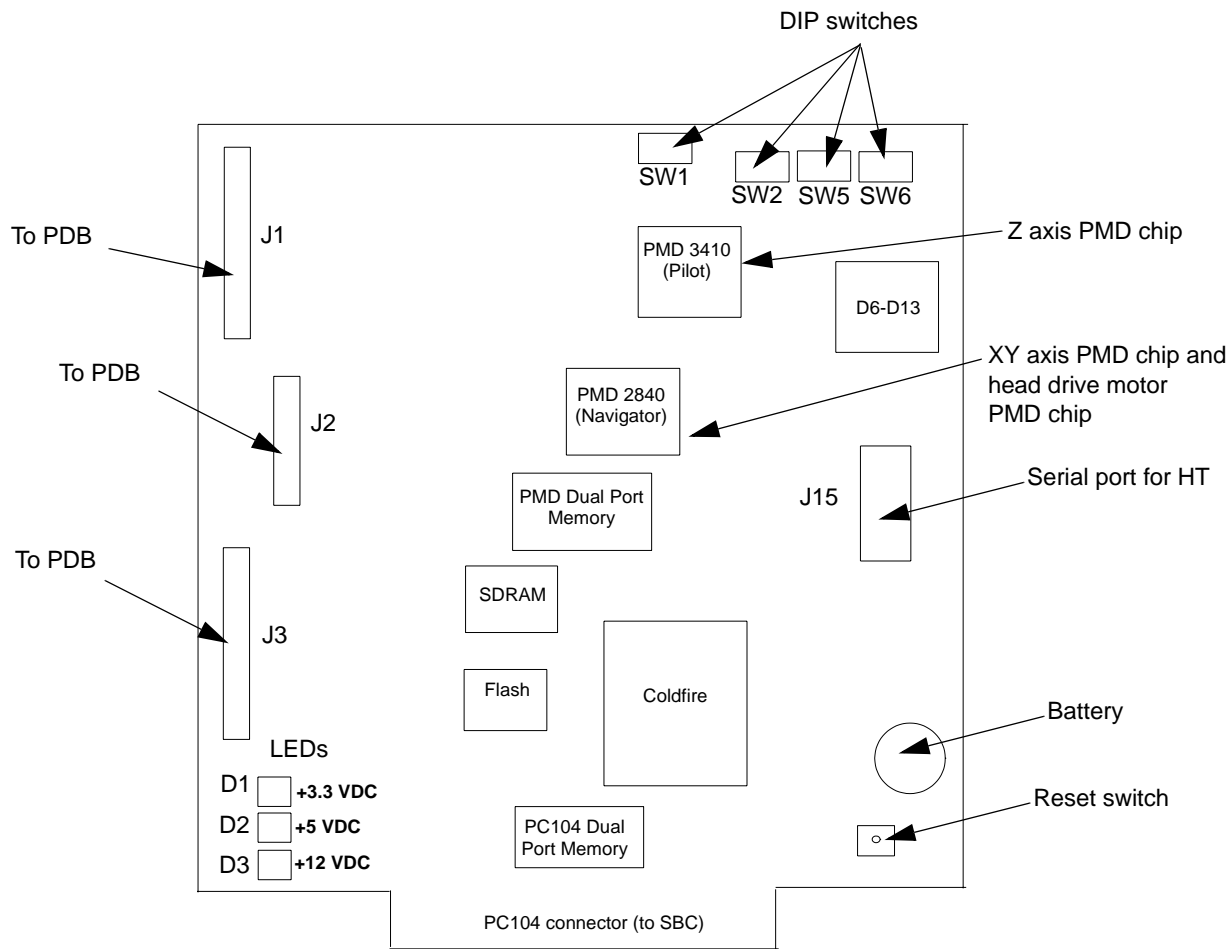 DIP switches
SW1
SW2
SW5
SW6
To PDB
J1
PMD 3410
(Pilot)
Z axis PMD chip
D6-D13
To PDB
J2
PMD 2840
(Navigator)
XY axis PMD chip and
head drive motor
PMD chip
PMD Dual Port
Memory
J15
Serial port for HT
To PDB
J3
SDRAM
Flash
Coldfire
Battery
LEDs
D1
+3.3 VDC
D2
+5 VDC
D3
+12 VDC
PC104 Dual
Port Memory
Reset switch
PC104 connector (to SBC)